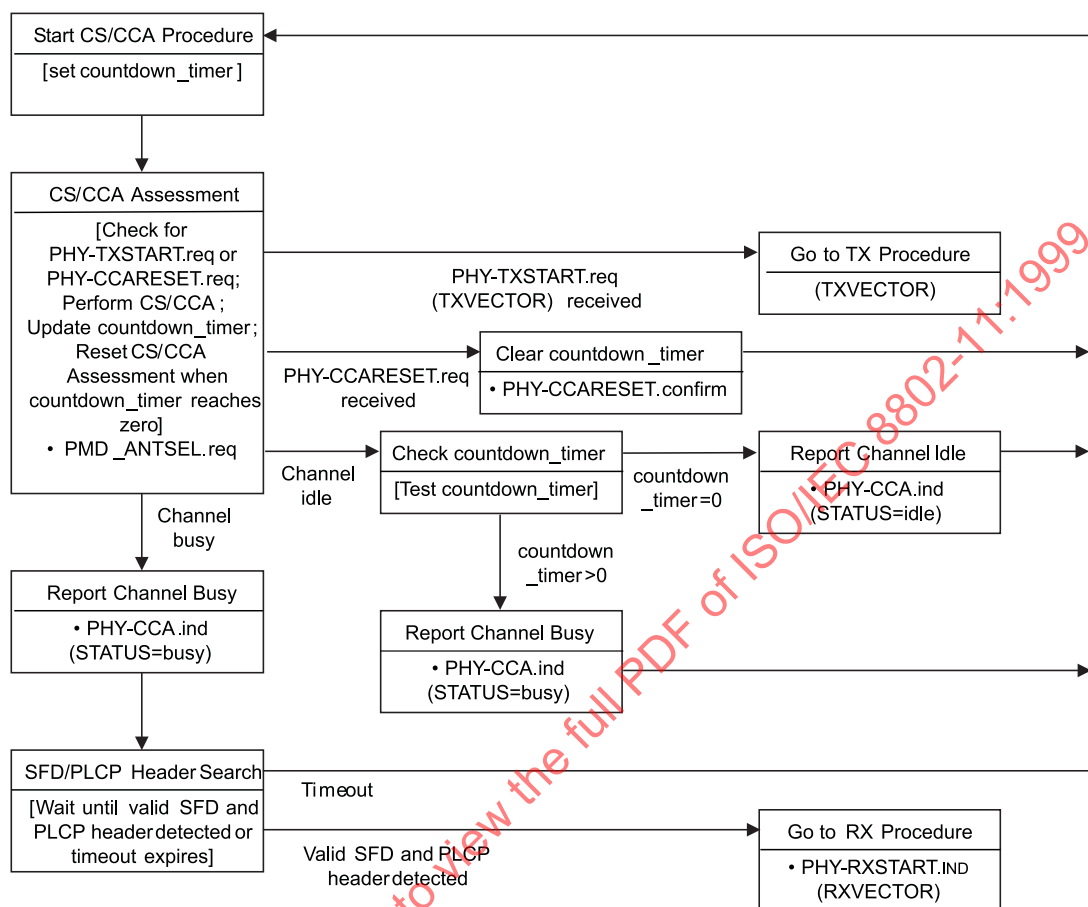 Start CS/CCA Procedure
[set countdown_timer]
CS/CCA Assessment
[Check for
PHY-TXSTART.req or
PHY-CCARESET.req;
Perform CS/CCA;
Update countdown_timer;
Reset CS/CCA
Assessment when
countdown_timer reaches
zero]
• PMD_ANTSEL.req
PHY-TXSTART.req
(TXVECTOR) received
Go to TX Procedure
(TXVECTOR)
PHY-CCARESET.req
received
Clear countdown_timer
• PHY-CCARESET.confirm
Channel
idle
Check countdown_timer
[Test countdown_timer]
countdown
_timer=0
Report Channel Idle
• PHY-CCA.ind
(STATUS=idle)
Channel
busy
countdown
_timer>0
Report Channel Busy
• PHY-CCA.ind
(STATUS=busy)
Report Channel Busy
• PHY-CCA.ind
(STATUS=busy)
SFD/PLCP Header Search
[Wait until valid SFD and
PLCP header detected or
timeout expires]
Timeout
Valid SFD and PLCP
header detected
Go to RX Procedure
• PHY-RXSTART.IND
(RXVECTOR)
to view the full PDF of ISO/IEC 8802-11:1999